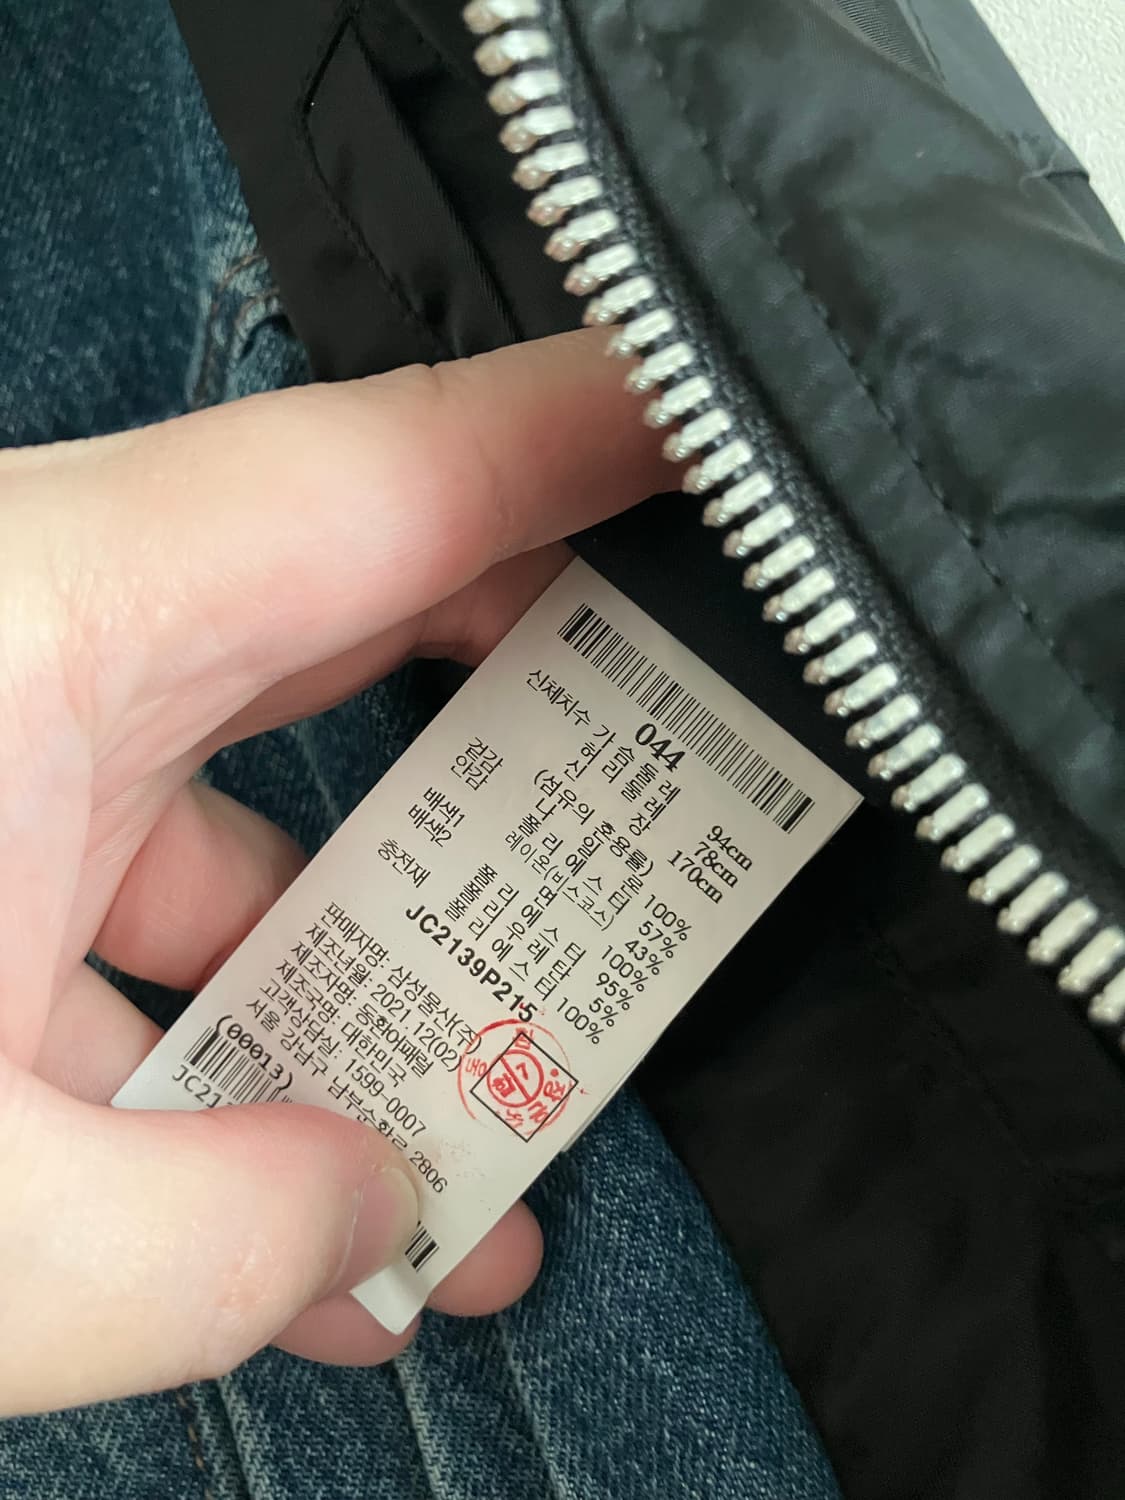 044
신체치수 가 슴 둘 레 94cm
허 리 둘 레 78cm
신 장 170cm
(섬유의 혼용률)
겉감 나 일 론 100%
안감 폴 리 에 스 터 57%
레이온(비스코스) 43%
배색1 면 100%
배색2 폴 리 에 스 터 95%
폴 리 우 레 탄 5%
충전재 폴 리 에 스 터 100%
JC2139P215
판매자명: 삼성물산(주)
제조년월: 2021.12(02)
제조자명: 동환어패럴
제조국명: 대한민국
고객상담실: 1599-0007
서울 강남구 남부순환로 2806
(00013)
JC21